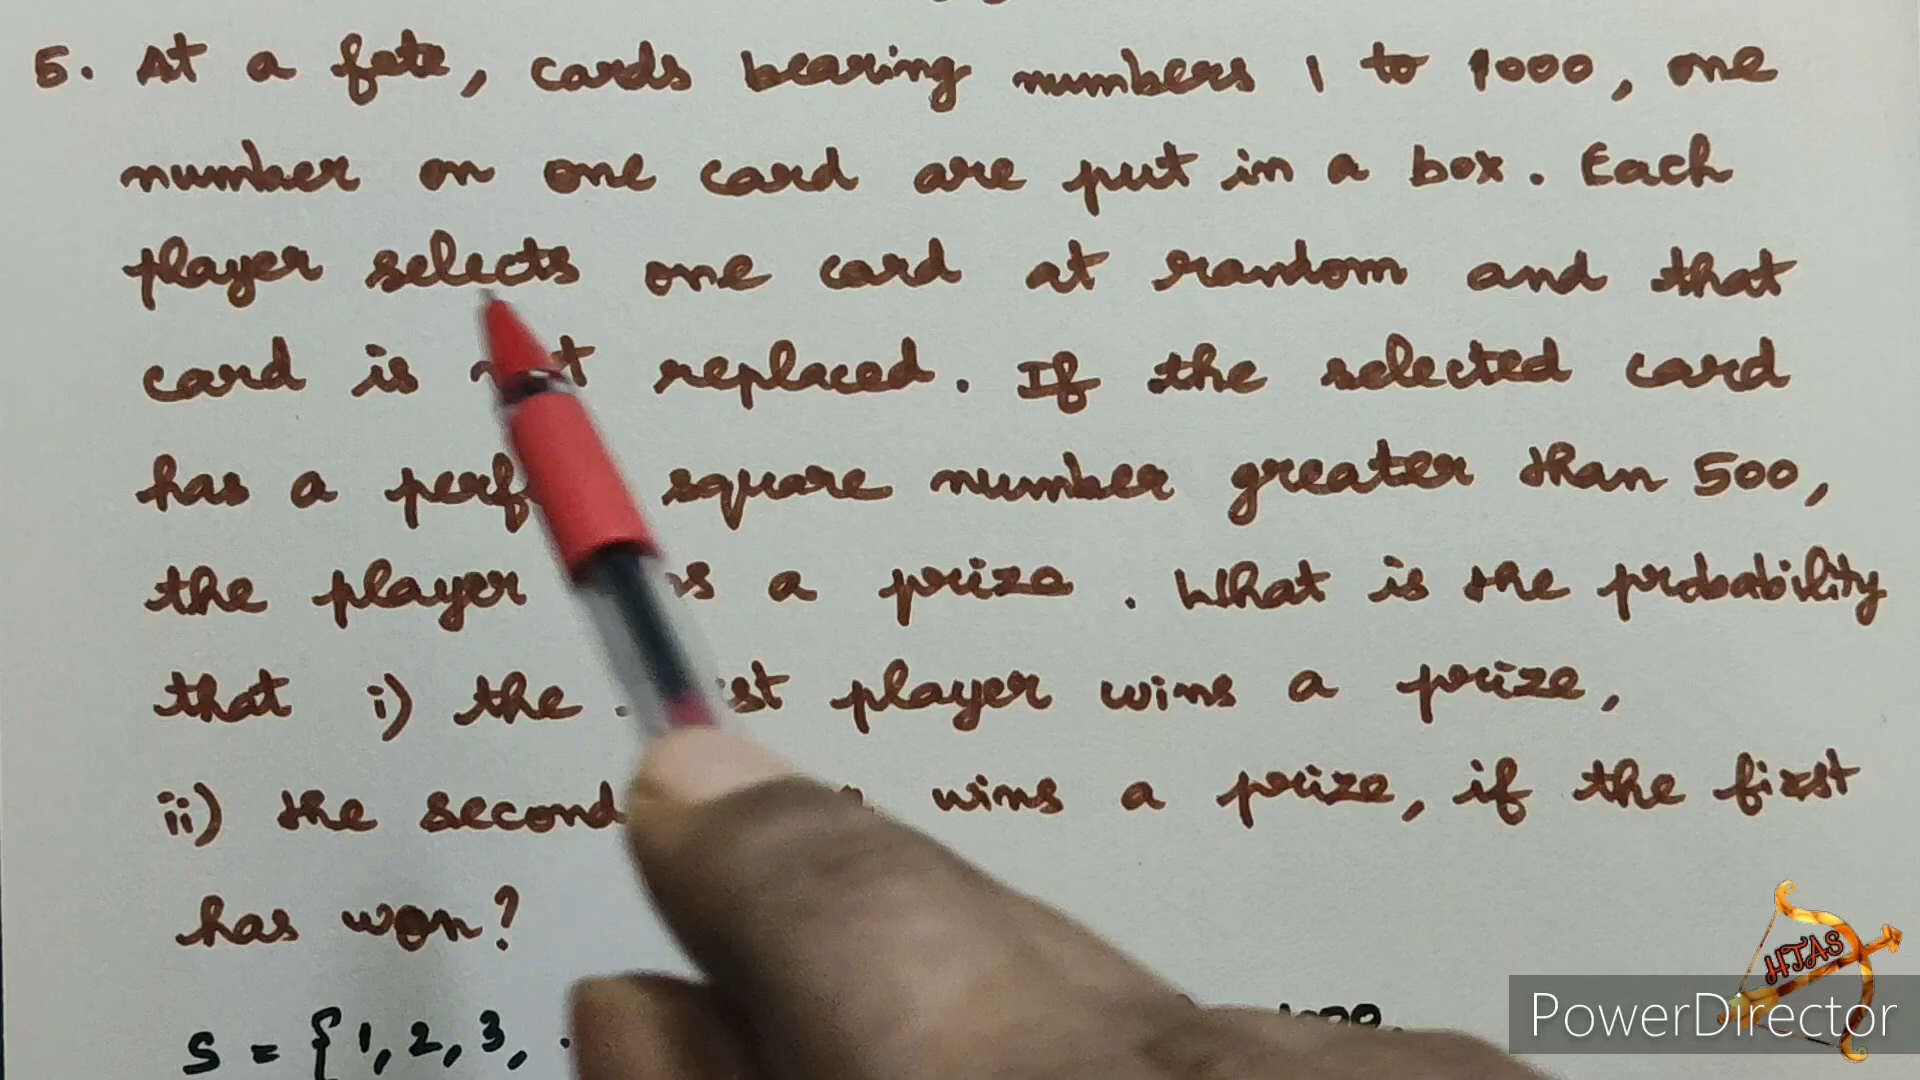 5. At a fete, cards bearing numbers 1 to 1000, one
number on one card are put in a box. Each
player selects one card at random and that
card is replaced. If the selected card
has a square number greater than 500,
the player a prize. What is the probability
that i) the player wins a prize,
ii) the second wins a prize, if the first
has won?
S = {1, 2, 3,
HTAS
PowerDirector